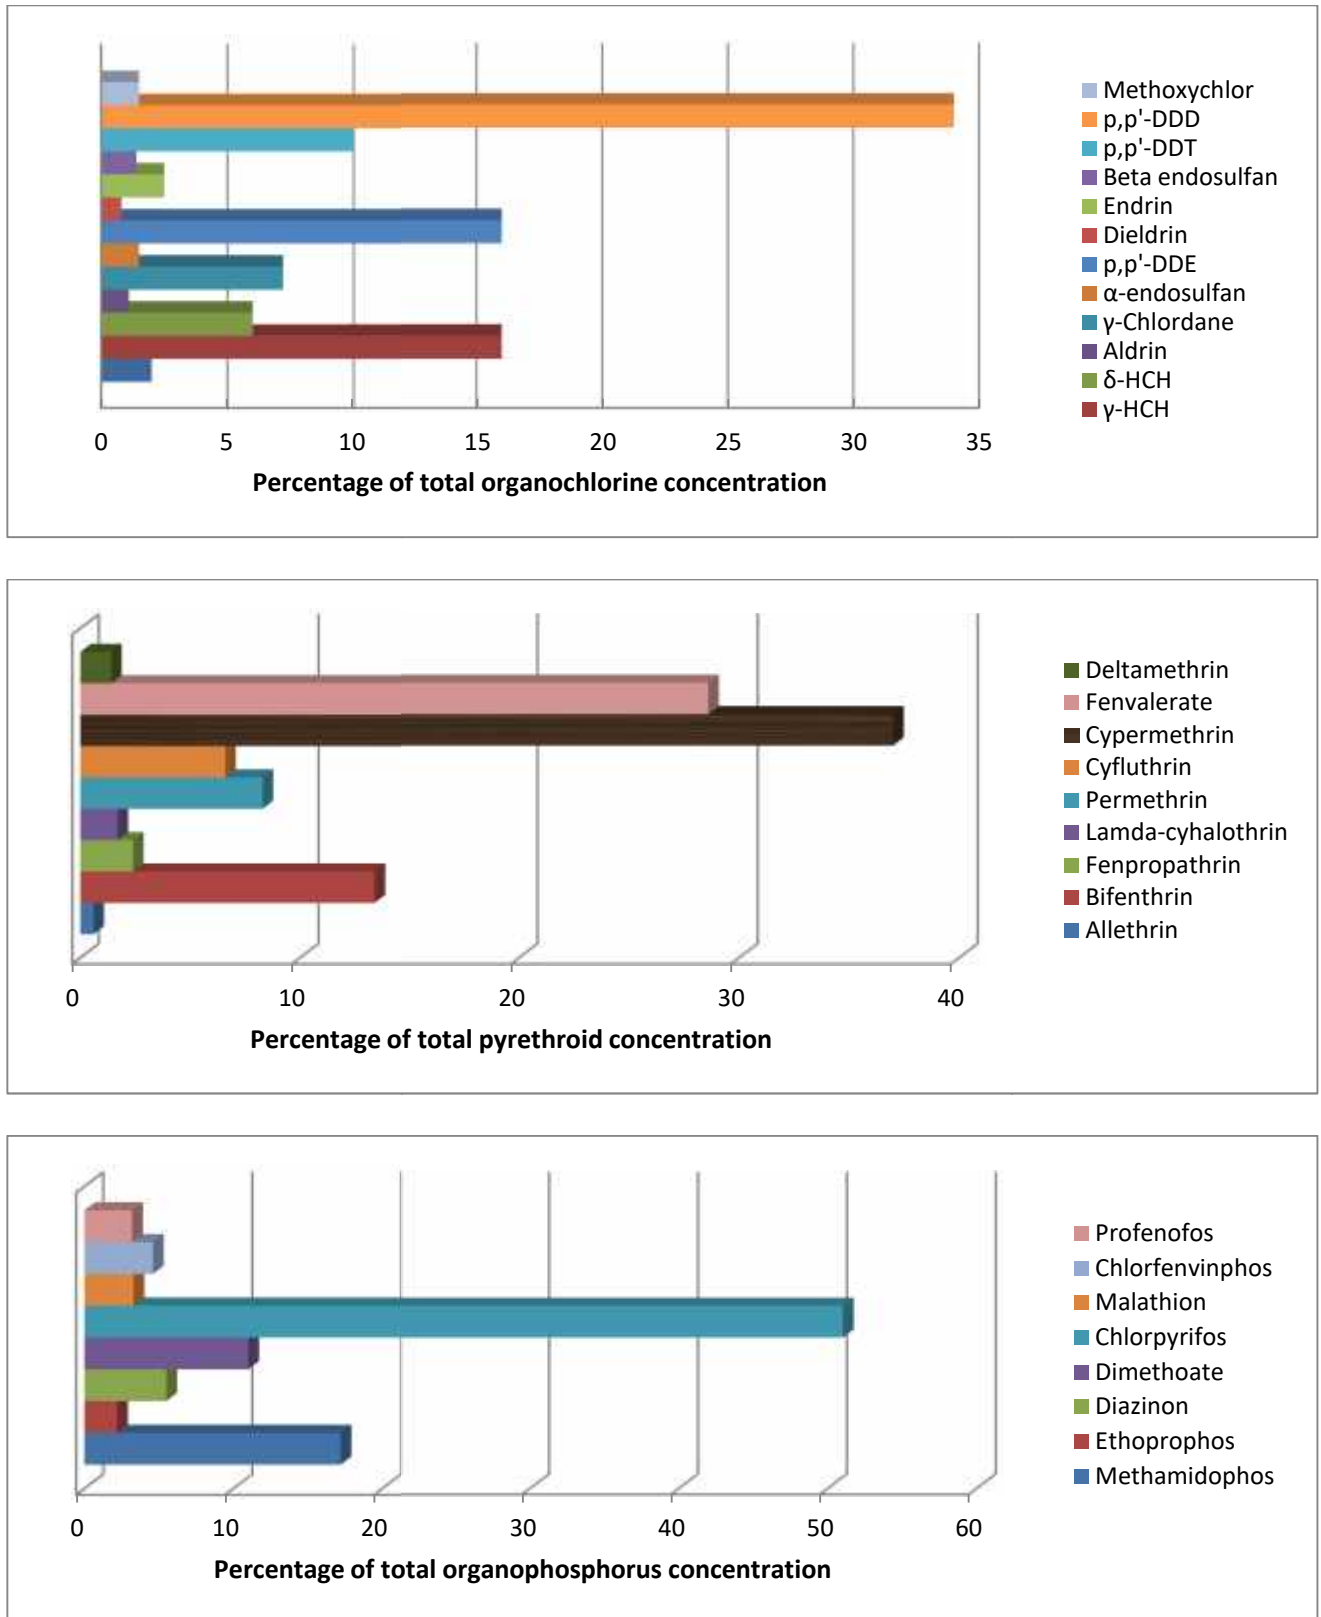 Methoxychlor
p,p'-DDD
p,p'-DDT
Beta endosulfan
Endrin
Dieldrin
p,p'-DDE
α-endosulfan
γ-Chlordane
Aldrin
δ-HCH
γ-HCH
0 5 10 15 20 25 30 35
Percentage of total organochlorine concentration
Deltamethrin
Fenvalerate
Cypermethrin
Cyfluthrin
Permethrin
Lamda-cyhalothrin
Fenpropathrin
Bifenthrin
Allethrin
0 10 20 30 40
Percentage of total pyrethroid concentration
Profenofos
Chlorfenvinphos
Malathion
Chlorpyrifos
Dimethoate
Diazinon
Ethoprophos
Methamidophos
0 10 20 30 40 50 60
Percentage of total organophosphorus concentration